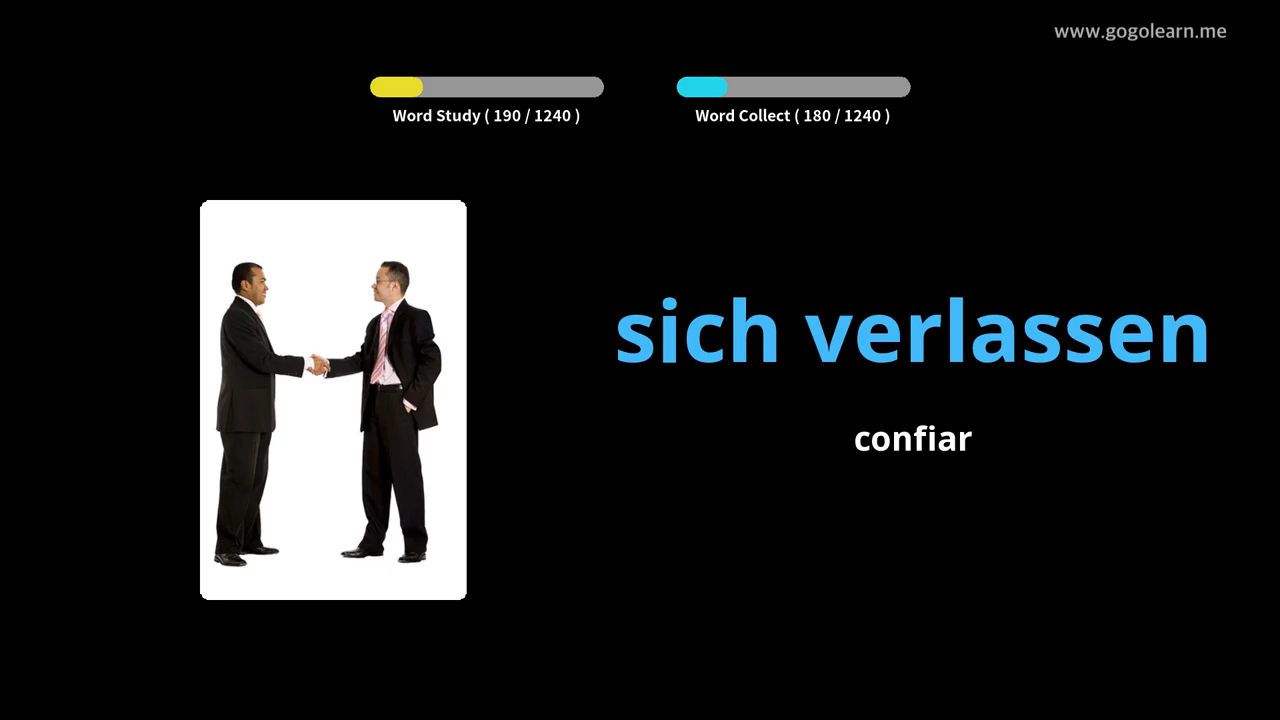 www.gogolearn.me
Word Study ( 190 / 1240 )
Word Collect ( 180 / 1240 )
sich verlassen
confiar